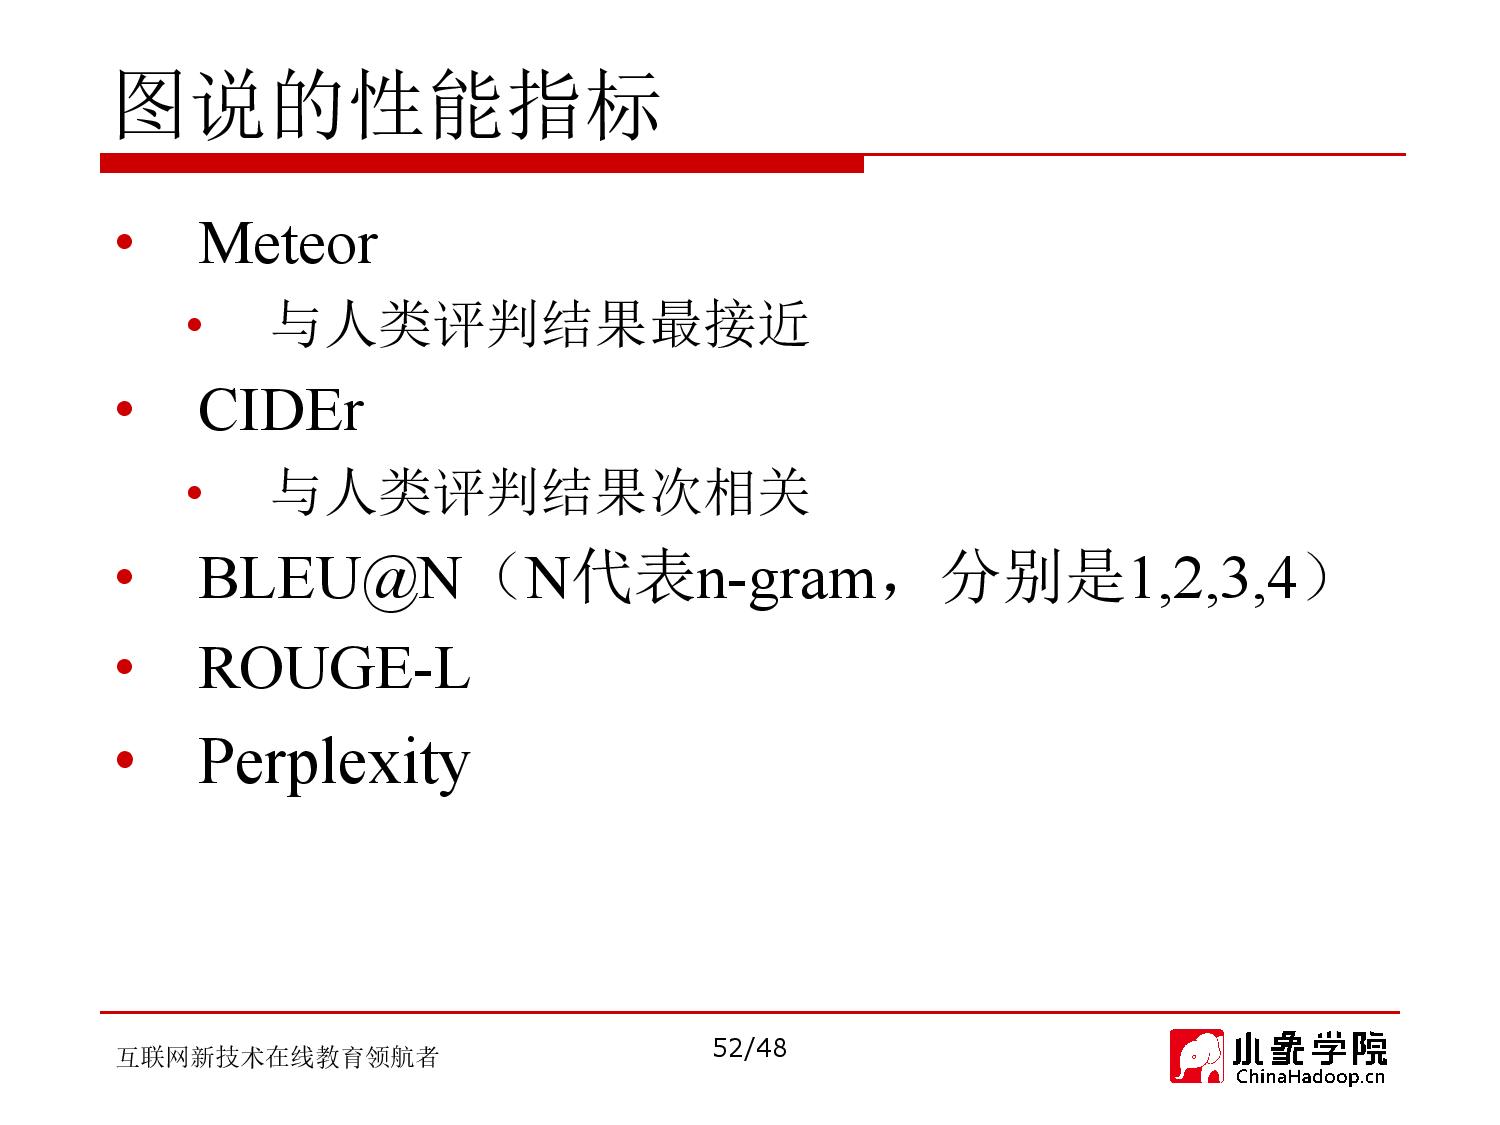 图说的性能指标
• Meteor
• 与人类评判结果最接近
• CIDEr
• 与人类评判结果次相关
• BLEU@N（N代表n-gram，分别是1,2,3,4）
• ROUGE-L
• Perplexity
互联网新技术在线教育领航者
52/48
小象学院
ChinaHadoop.cn